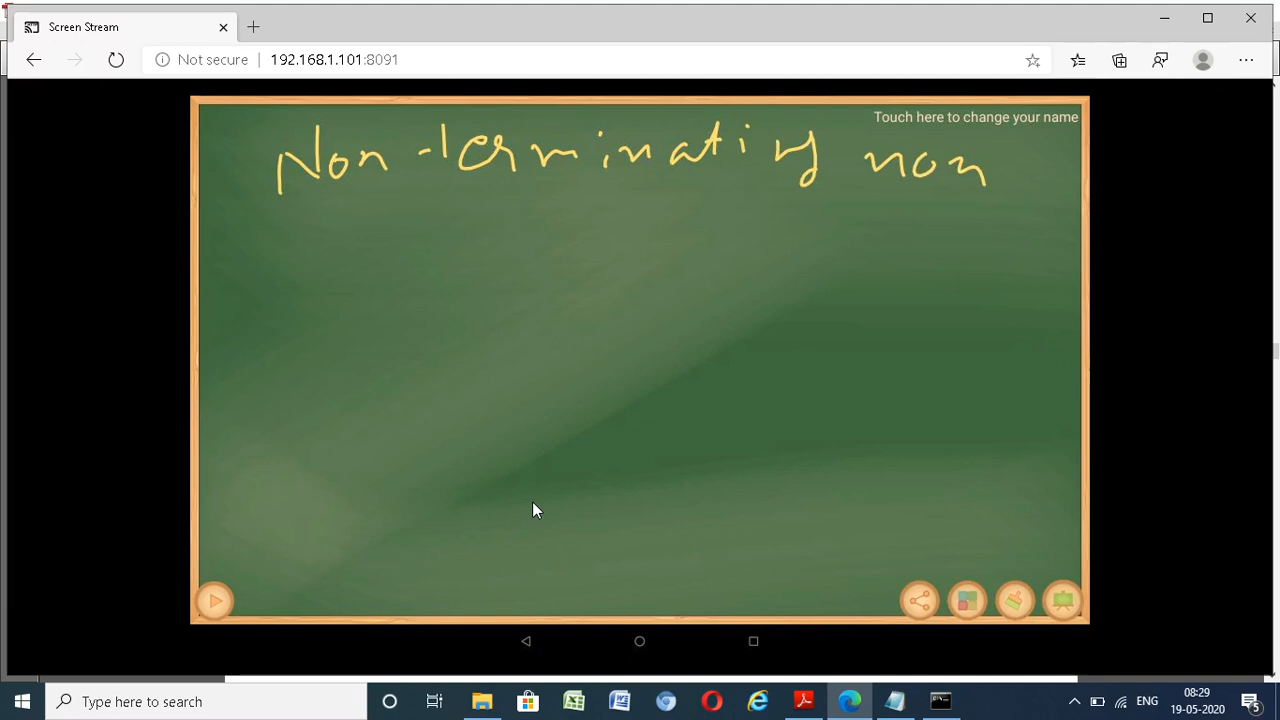 Screen Stream
Not secure 192.168.1.101:8091
Touch here to change your name
Non-terminating non
Type here to search
ENG
08:29
19-05-2020
5